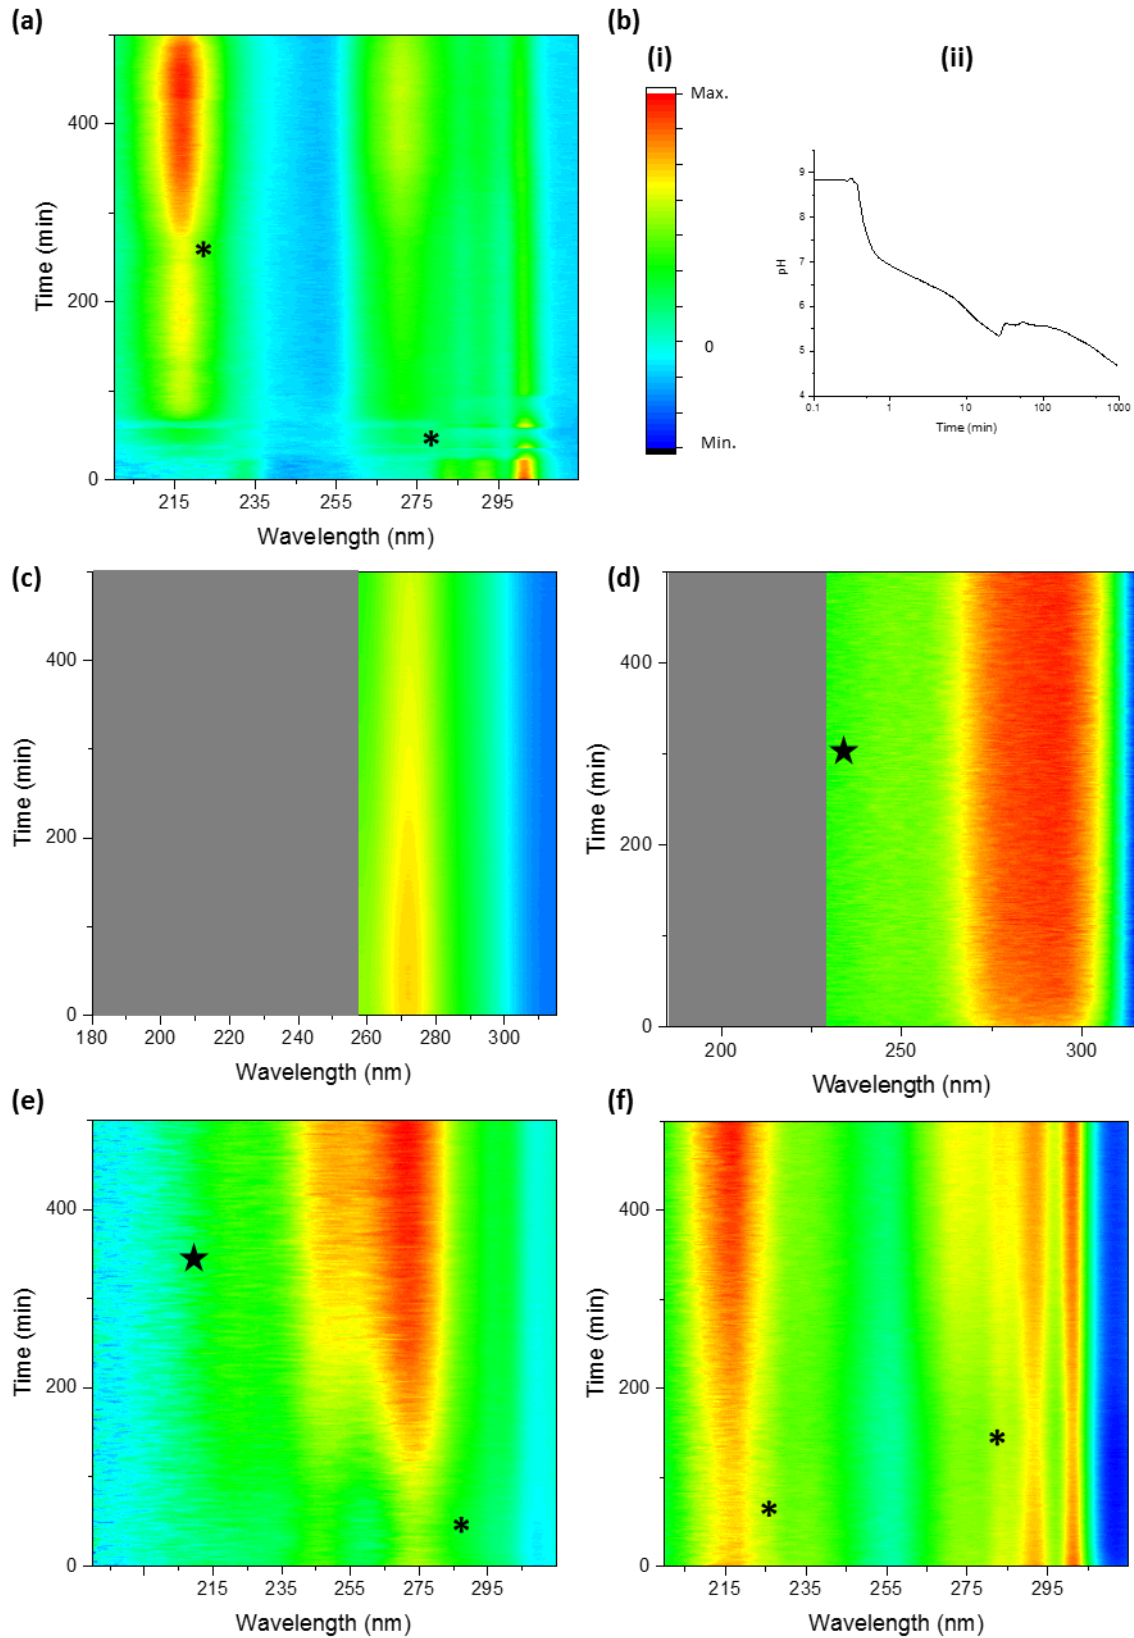 (a)
Time (min)
400
200
0
215 235 255 275 295
Wavelength (nm)
*
*
(b)
(i)
Max.
0
Min.
(ii)
pH
9
8
7
6
5
4
0.1 1 10 100 1000
Time (min)
(c)
Time (min)
400
200
0
180 200 220 240 260 280 300
Wavelength (nm)
(d)
Time (min)
400
200
0
200 250 300
Wavelength (nm)
★
(e)
Time (min)
400
200
0
215 235 255 275 295
Wavelength (nm)
★
*
(f)
Time (min)
400
200
0
215 235 255 275 295
Wavelength (nm)
*
*